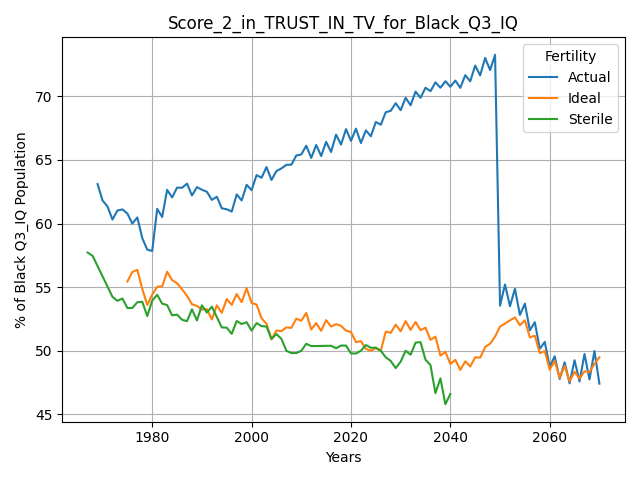 Score_2_in_TRUST_IN_TV_for_Black_Q3_IQ
Fertility
Actual
Ideal
Sterile
% of Black Q3_IQ Population
70
65
60
55
50
45
1980
2000
2020
2040
2060
Years